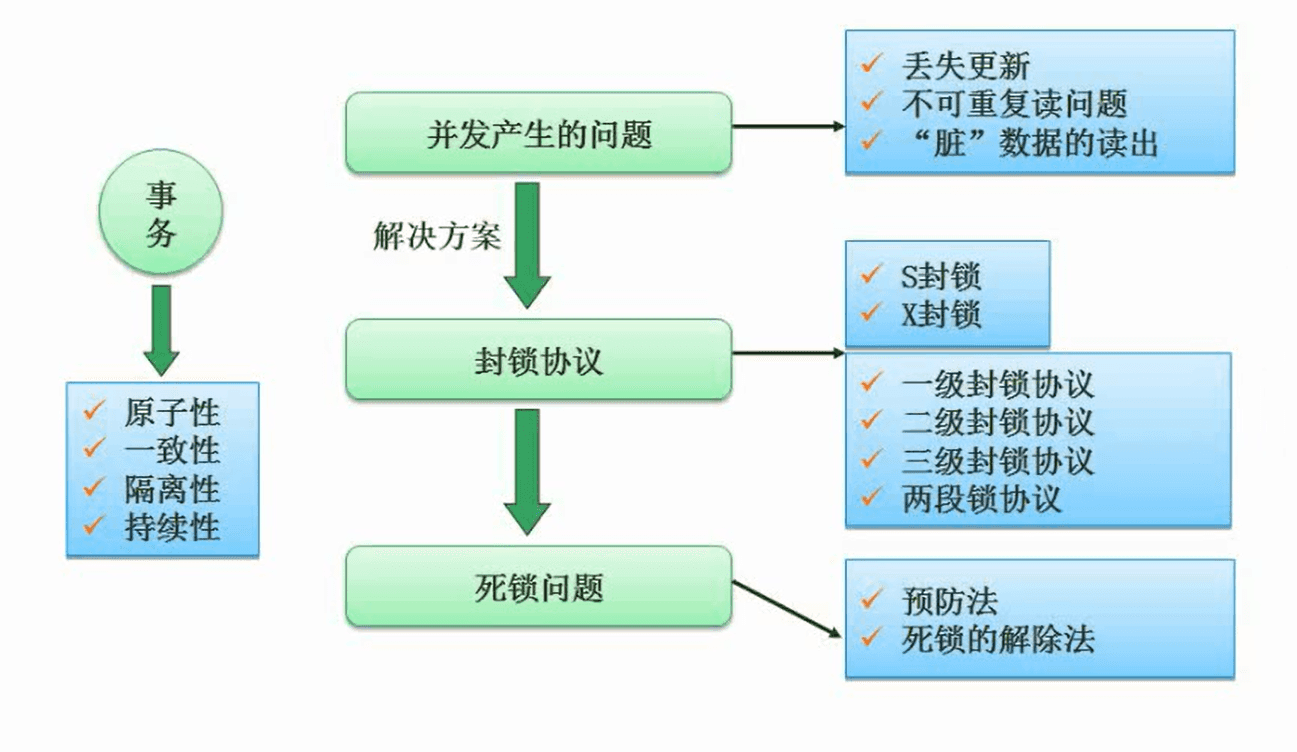 事
务
原子性
一致性
隔离性
持续性
并发产生的问题
丢失更新
不可重复读问题
“脏”数据的读出
解决方案
封锁协议
S封锁
X封锁
一级封锁协议
二级封锁协议
三级封锁协议
两段锁协议
死锁问题
预防法
死锁的解除法